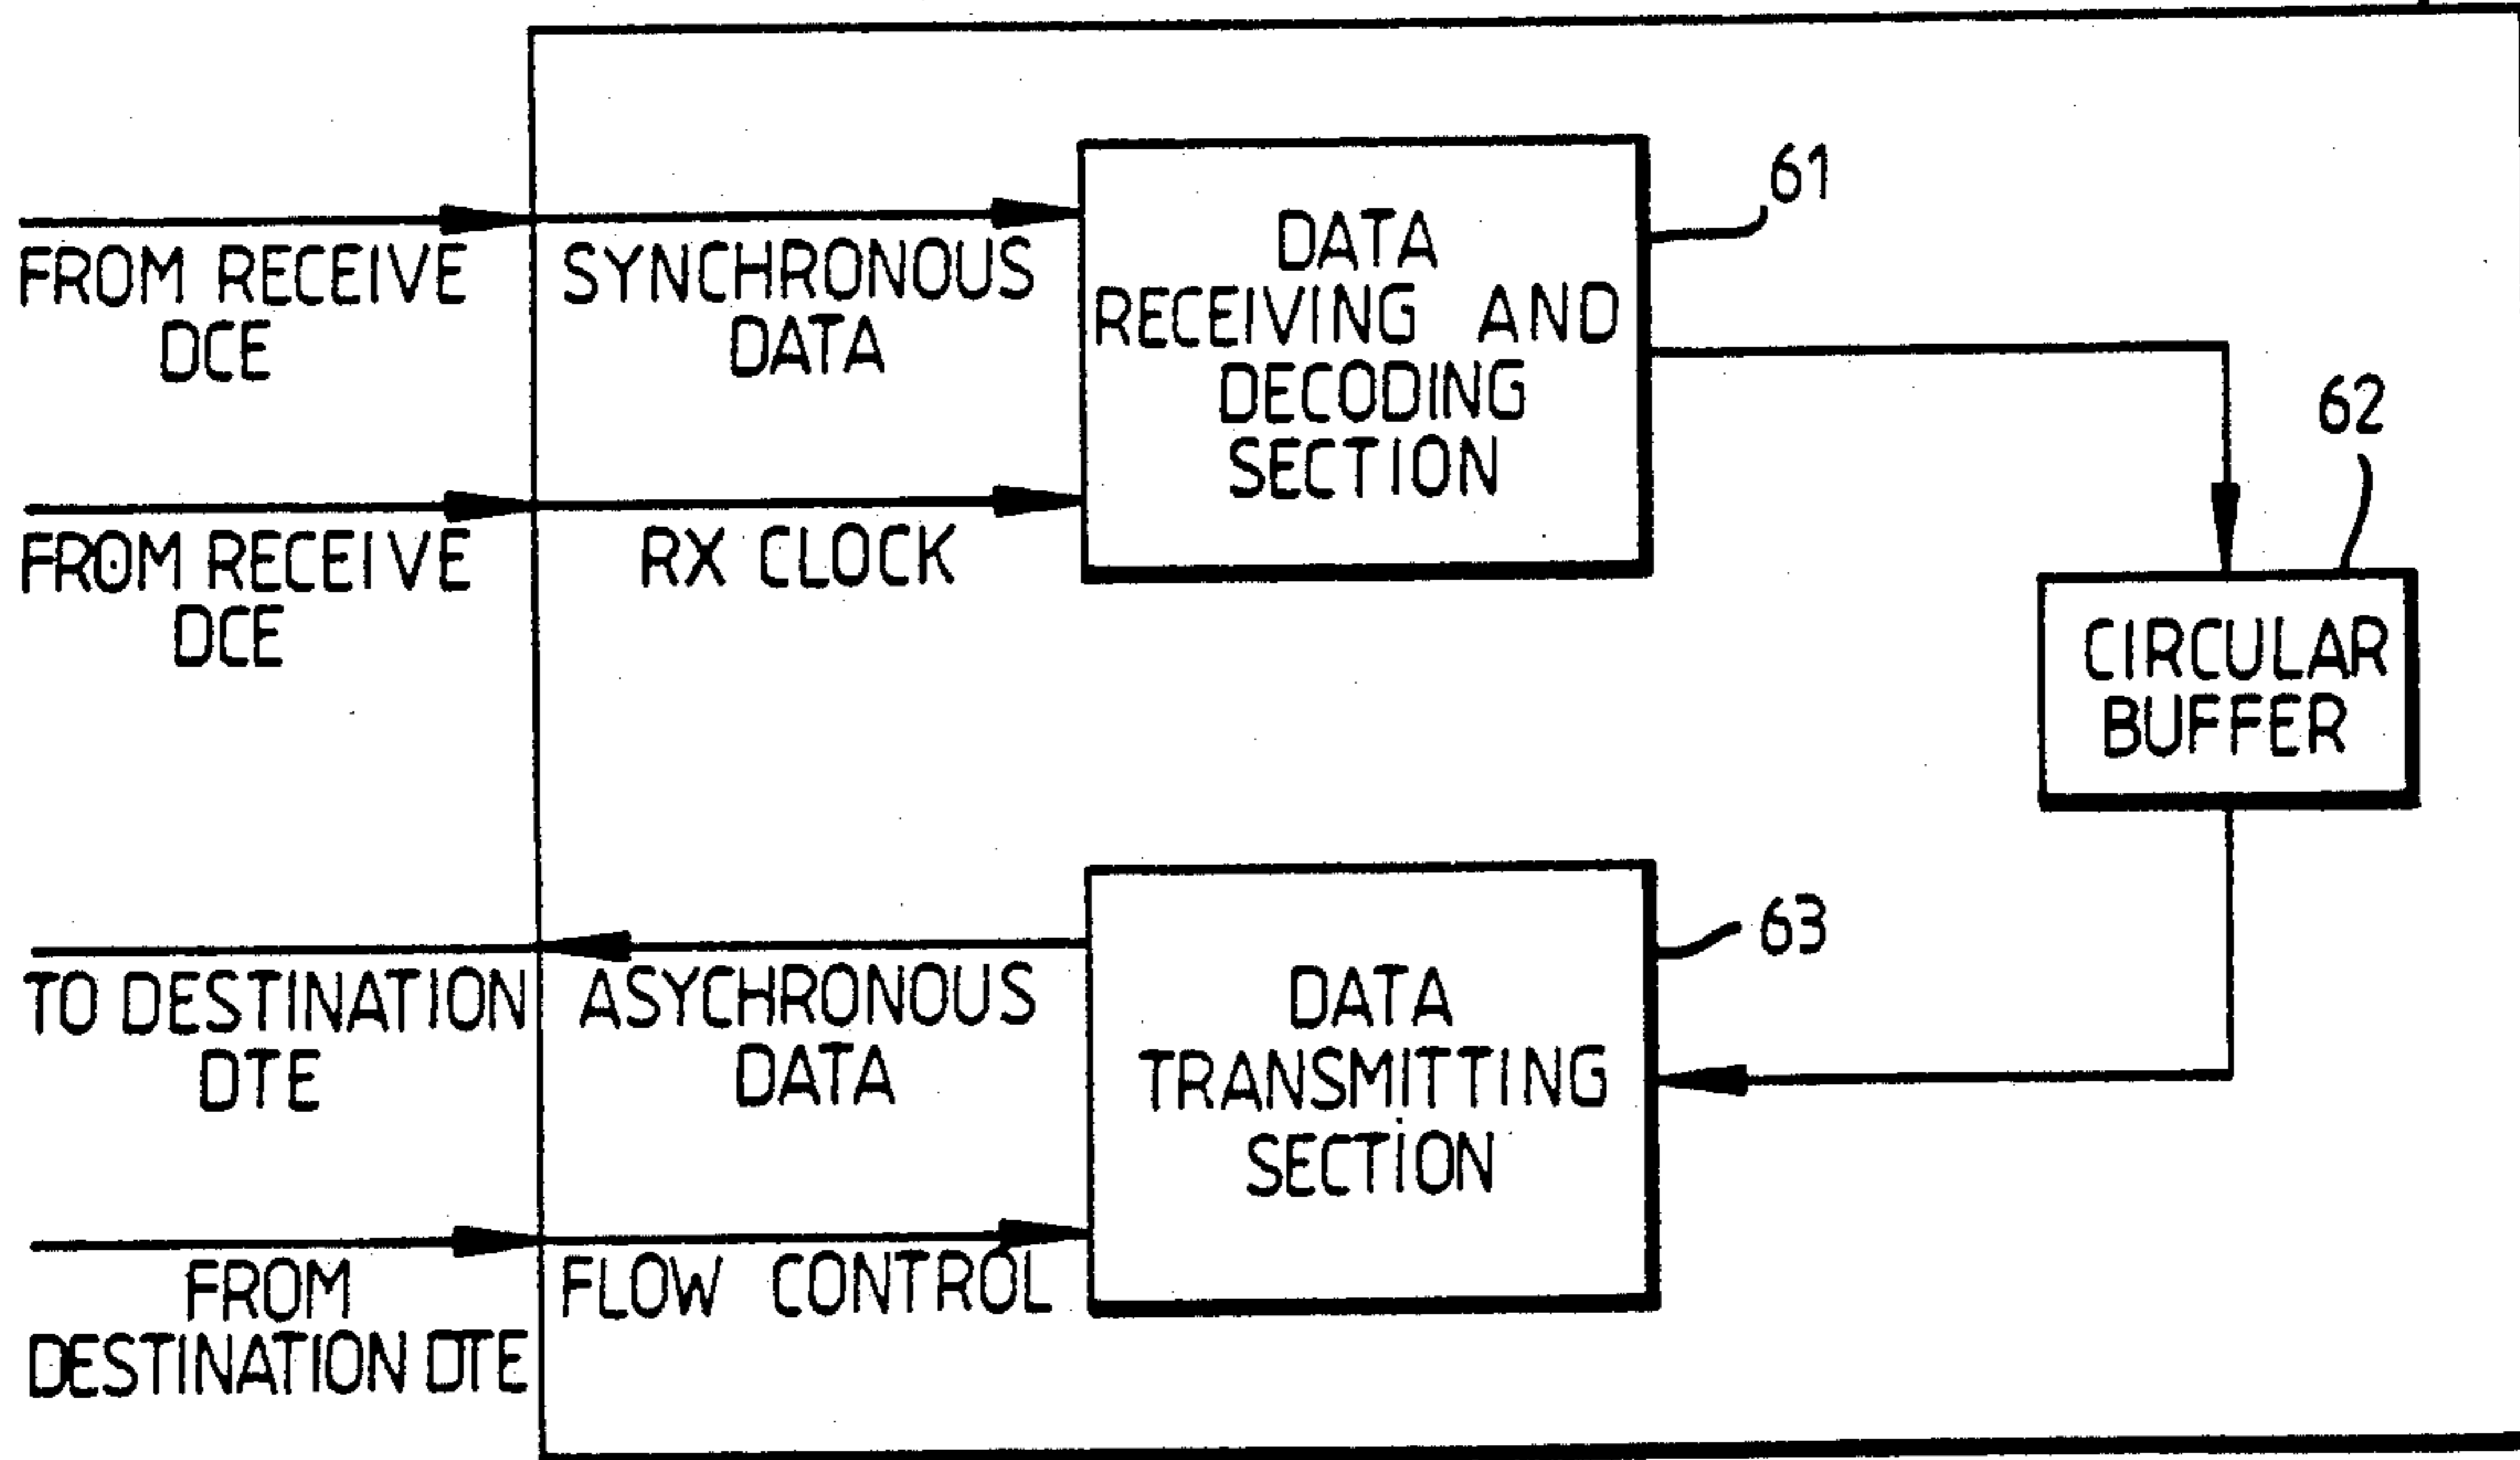 FROM RECEIVE
DCE
SYNCHRONOUS
DATA
DATA
RECEIVING AND
DECODING
SECTION
61
FROM RECEIVE
DCE
RX CLOCK
62
CIRCULAR
BUFFER
TO DESTINATION
DTE
ASYCHRONOUS
DATA
DATA
TRANSMITTING
SECTION
63
FROM
DESTINATION DTE
FLOW CONTROL